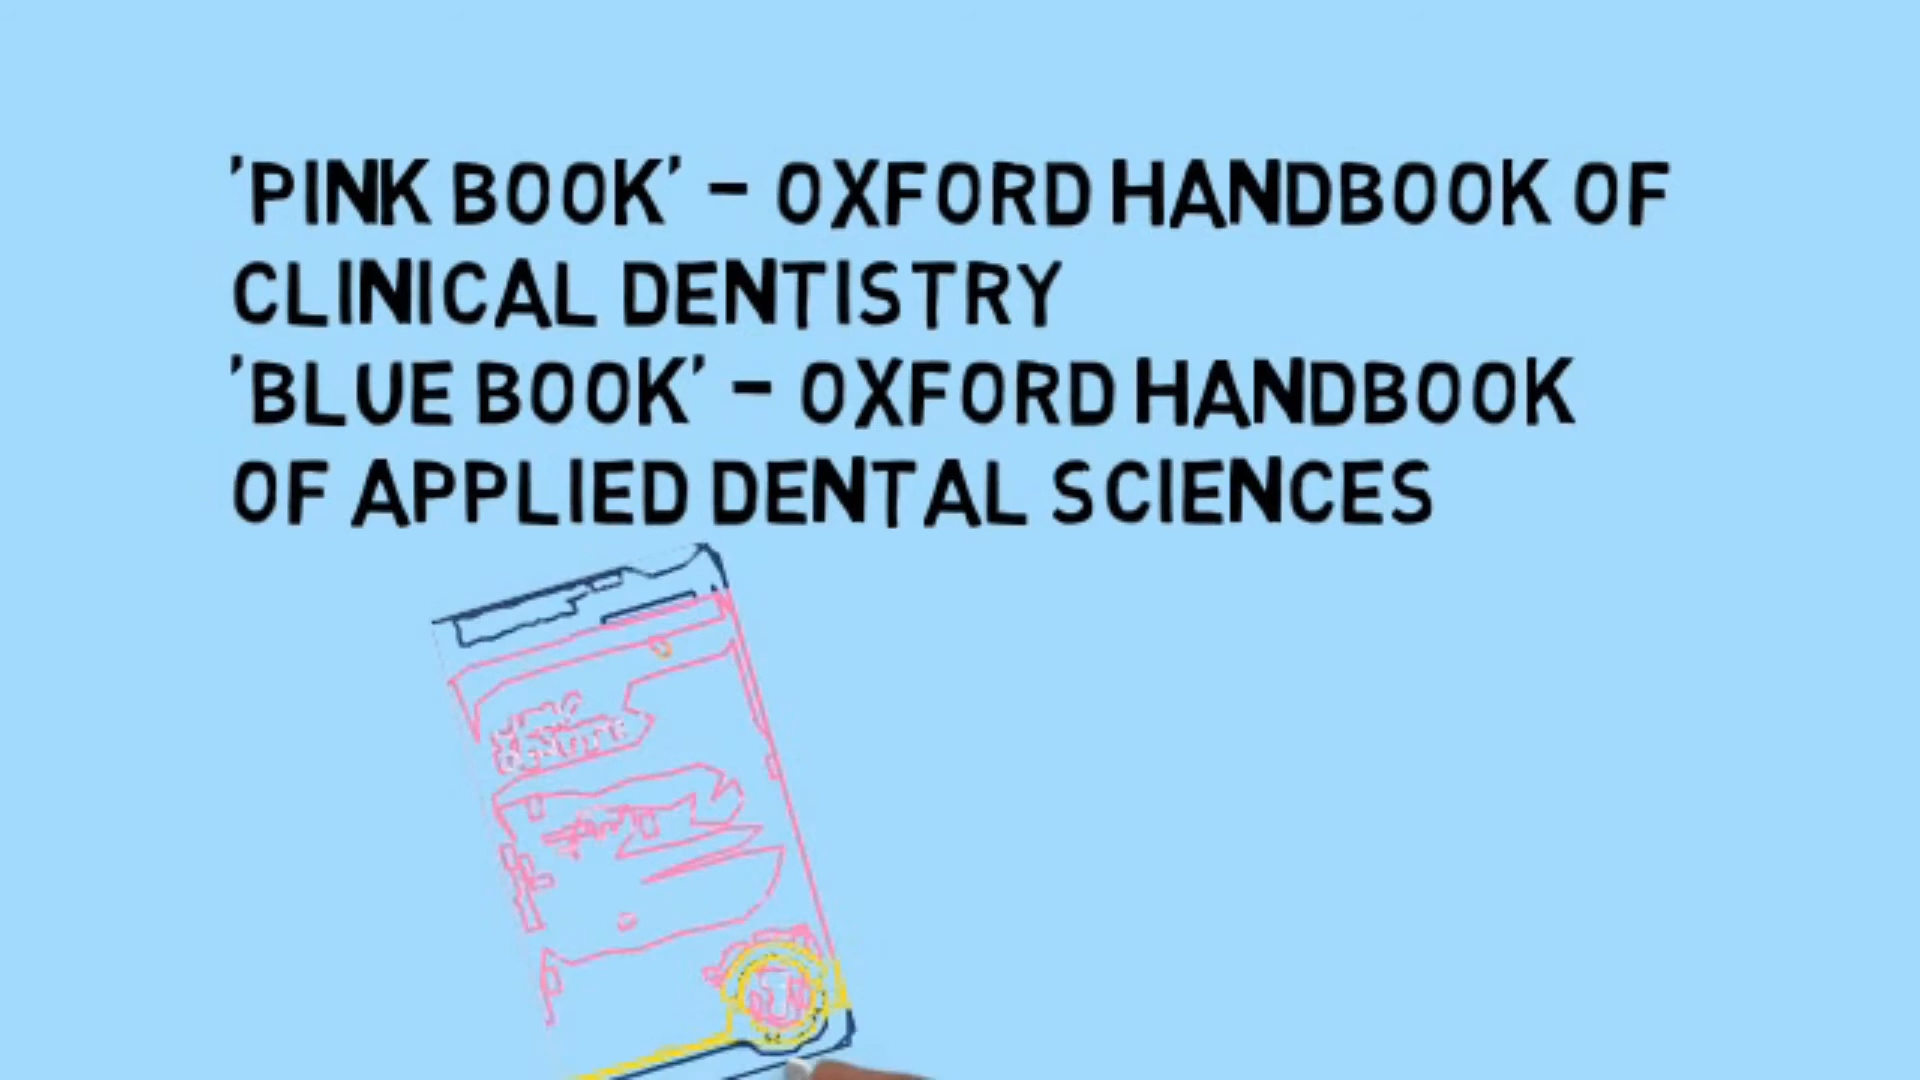 'PINK BOOK' - OXFORD HANDBOOK OF
CLINICAL DENTISTRY
'BLUE BOOK' - OXFORD HANDBOOK
OF APPLIED DENTAL SCIENCES